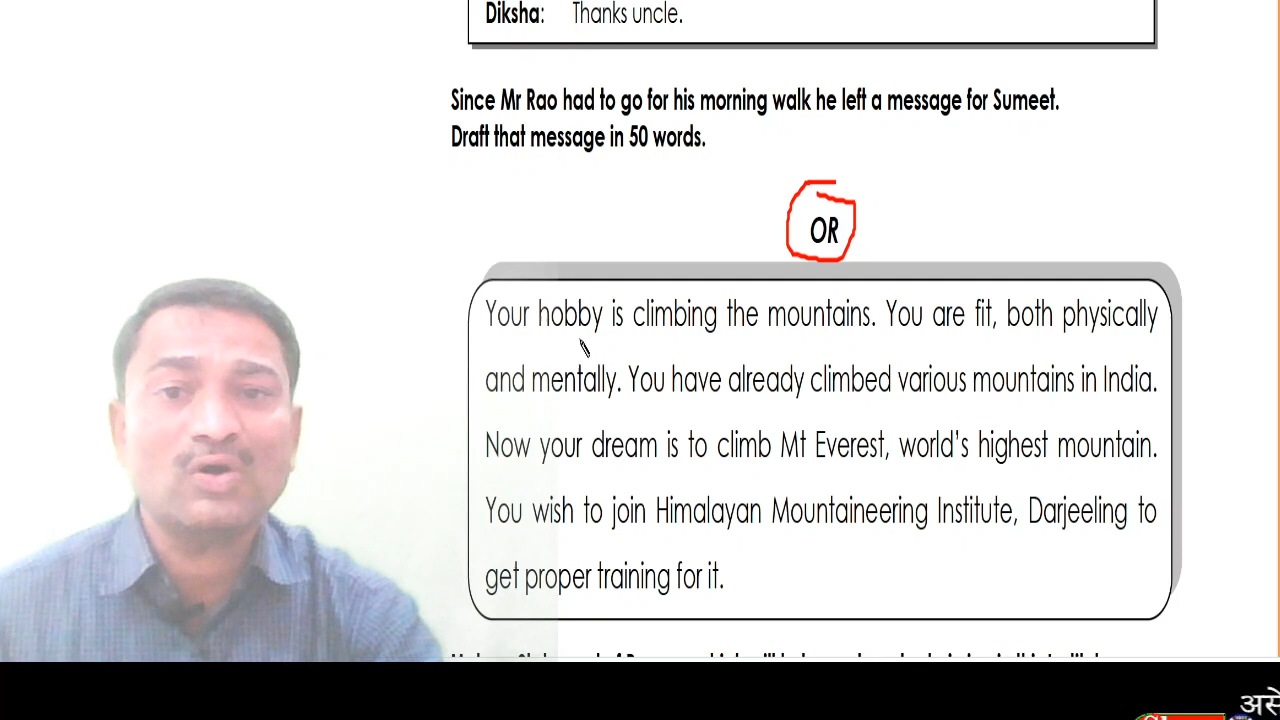 Diksha: Thanks uncle.
Since Mr Rao had to go for his morning walk he left a message for Sumeet.
Draft that message in 50 words.
OR
Your hobby is climbing the mountains. You are fit, both physically
and mentally. You have already climbed various mountains in India.
Now your dream is to climb Mt Everest, world's highest mountain.
You wish to join Himalayan Mountaineering Institute, Darjeeling to
get proper training for it.